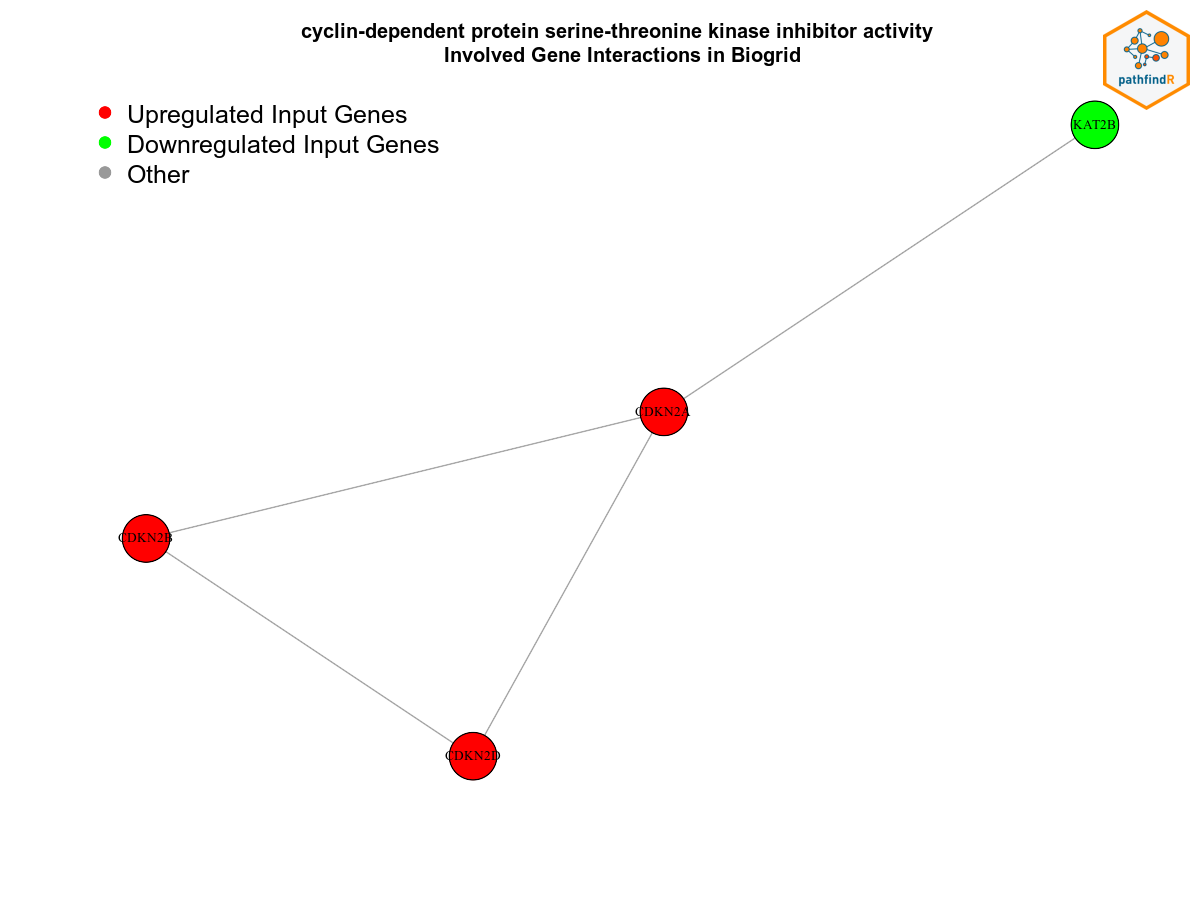 cyclin-dependent protein serine-threonine kinase inhibitor activity
Involved Gene Interactions in Biogrid
pathfindR
Upregulated Input Genes
Downregulated Input Genes
Other
KAT2B
CDKN2A
CDKN2B
CDKN2D